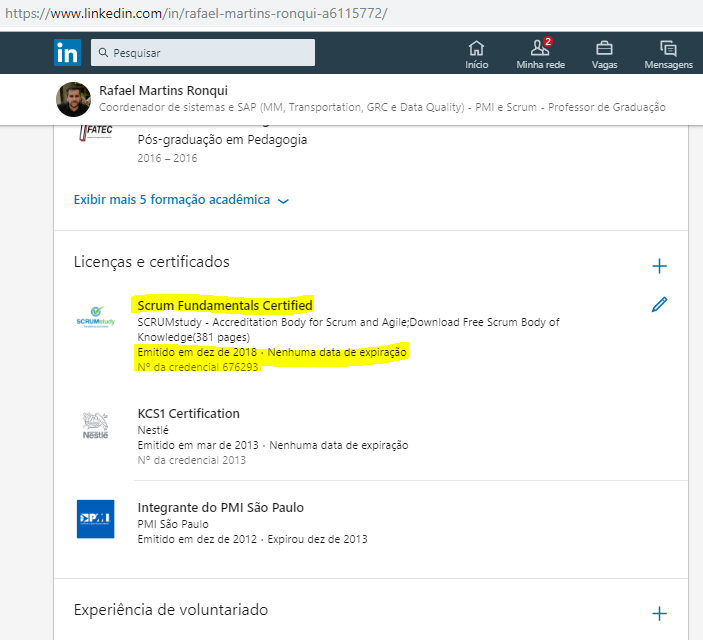 https://www.linkedin.com/in/rafael-martins-ronqui-a6115772/
in
Pesquisar
Início
2
Minha rede
Vagas
Mensagens
Rafael Martins Ronqui
Coordenador de sistemas e SAP (MM, Transportation, GRC e Data Quality) - PMI e Scrum - Professor de Graduação
FATEC
Pós-graduação em Pedagogia
2016 – 2016
Exibir mais 5 formação acadêmica
Licenças e certificados
SCRUMstudy
Scrum Fundamentals Certified
SCRUMstudy - Accreditation Body for Scrum and Agile;Download Free Scrum Body of
Knowledge(381 pages)
Emitido em dez de 2018 · Nenhuma data de expiração
Nº da credencial 676293
Nestlé
KCS1 Certification
Nestlé
Emitido em mar de 2013 · Nenhuma data de expiração
Nº da credencial 2013
PMI
Integrante do PMI São Paulo
PMI São Paulo
Emitido em dez de 2012 · Expirou dez de 2013
Experiência de voluntariado